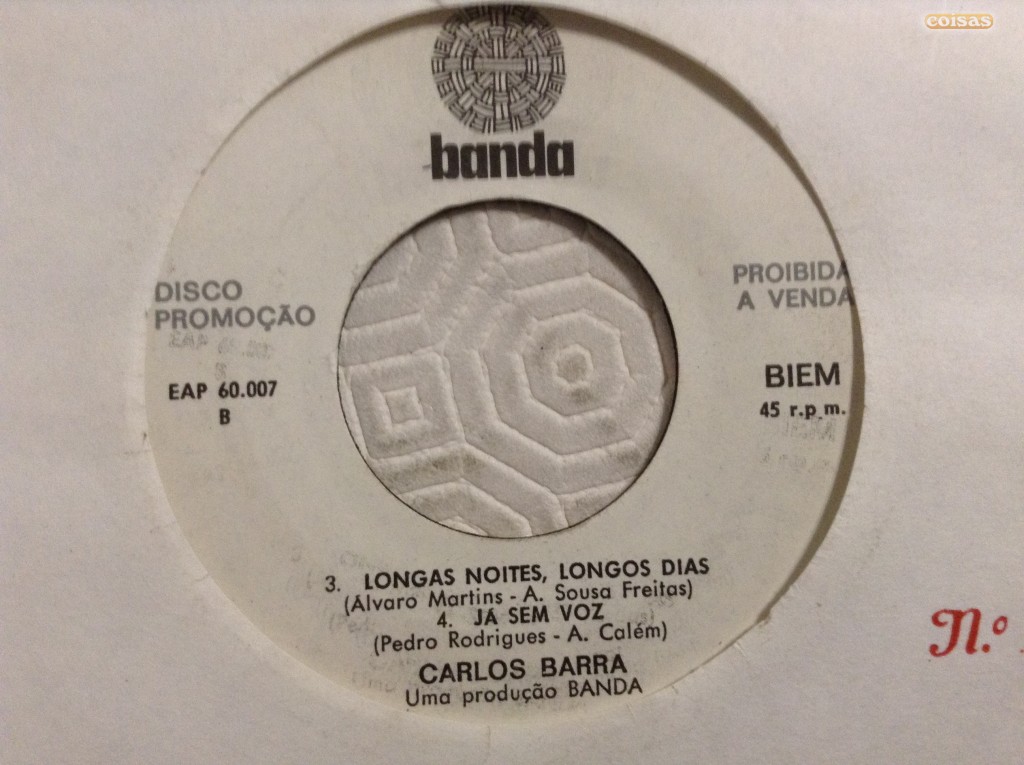 coisas
banda
DISCO
PROMOÇÃO
PROIBIDA
A VENDA
EAP 60.007
B
BIEM
45 r.p.m.
3. LONGAS NOITES, LONGOS DIAS
(Alvaro Martins - A. Sousa Freitas)
4. JÁ SEM VOZ
(Pedro Rodrigues - A. Calém)
CARLOS BARRA
Uma produção BANDA
N.º